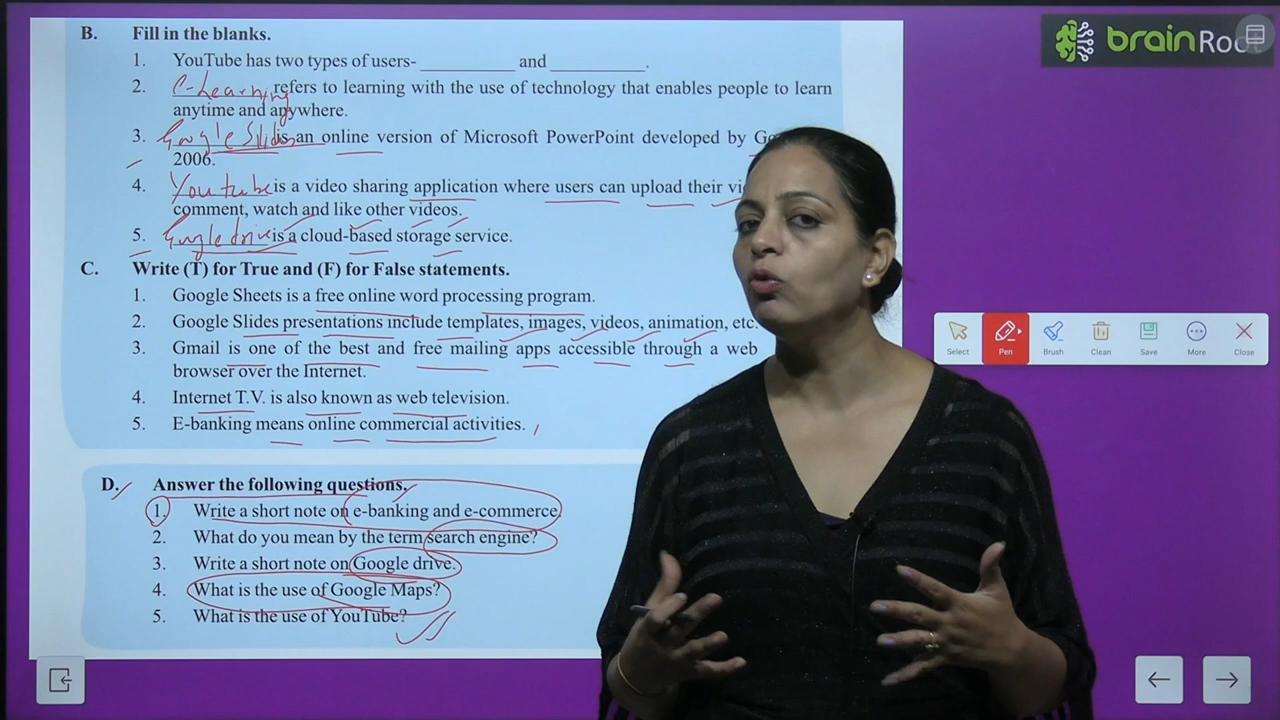 B. Fill in the blanks.
1. YouTube has two types of users- __________ and __________.
2. E-Learning refers to learning with the use of technology that enables people to learn
anytime and anywhere.
3. Google Slides is an online version of Microsoft PowerPoint developed by
2006.
4. Youtube is a video sharing application where users can upload their
comment, watch and like other videos.
5. Google drive is a cloud-based storage service.
C. Write (T) for True and (F) for False statements.
1. Google Sheets is a free online word processing program.
2. Google Slides presentations include templates, images, videos, animation, etc.
3. Gmail is one of the best and free mailing apps accessible through a web
browser over the Internet.
4. Internet T.V. is also known as web television.
5. E-banking means online commercial activities.
D. Answer the following questions.
1. Write a short note on e-banking and e-commerce
2. What do you mean by the term search engine?
3. Write a short note on Google drive.
4. What is the use of Google Maps?
5. What is the use of YouTube?
brainRoot
Select Pen Brush Clean Save More Close